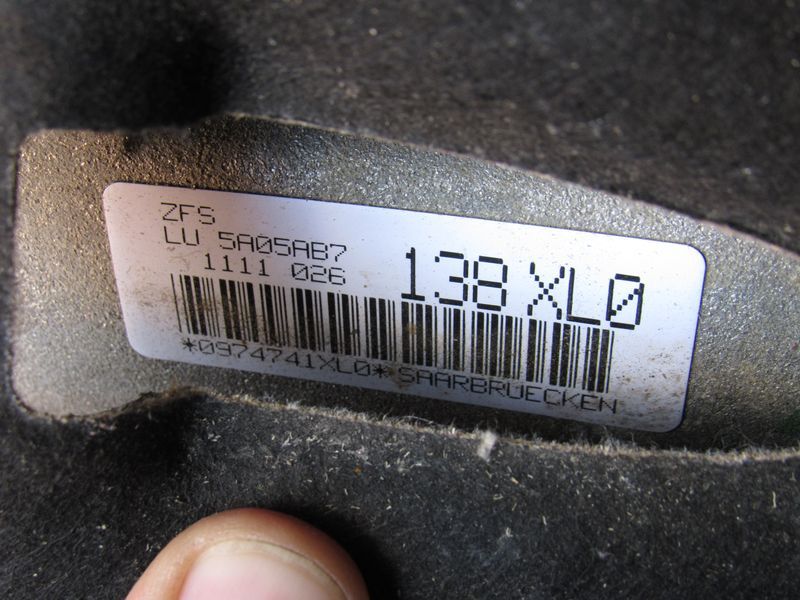 ZFS
LU 5A05AB7
1111 026
138 XL0
*0974741XL0* SAARBRUECKEN